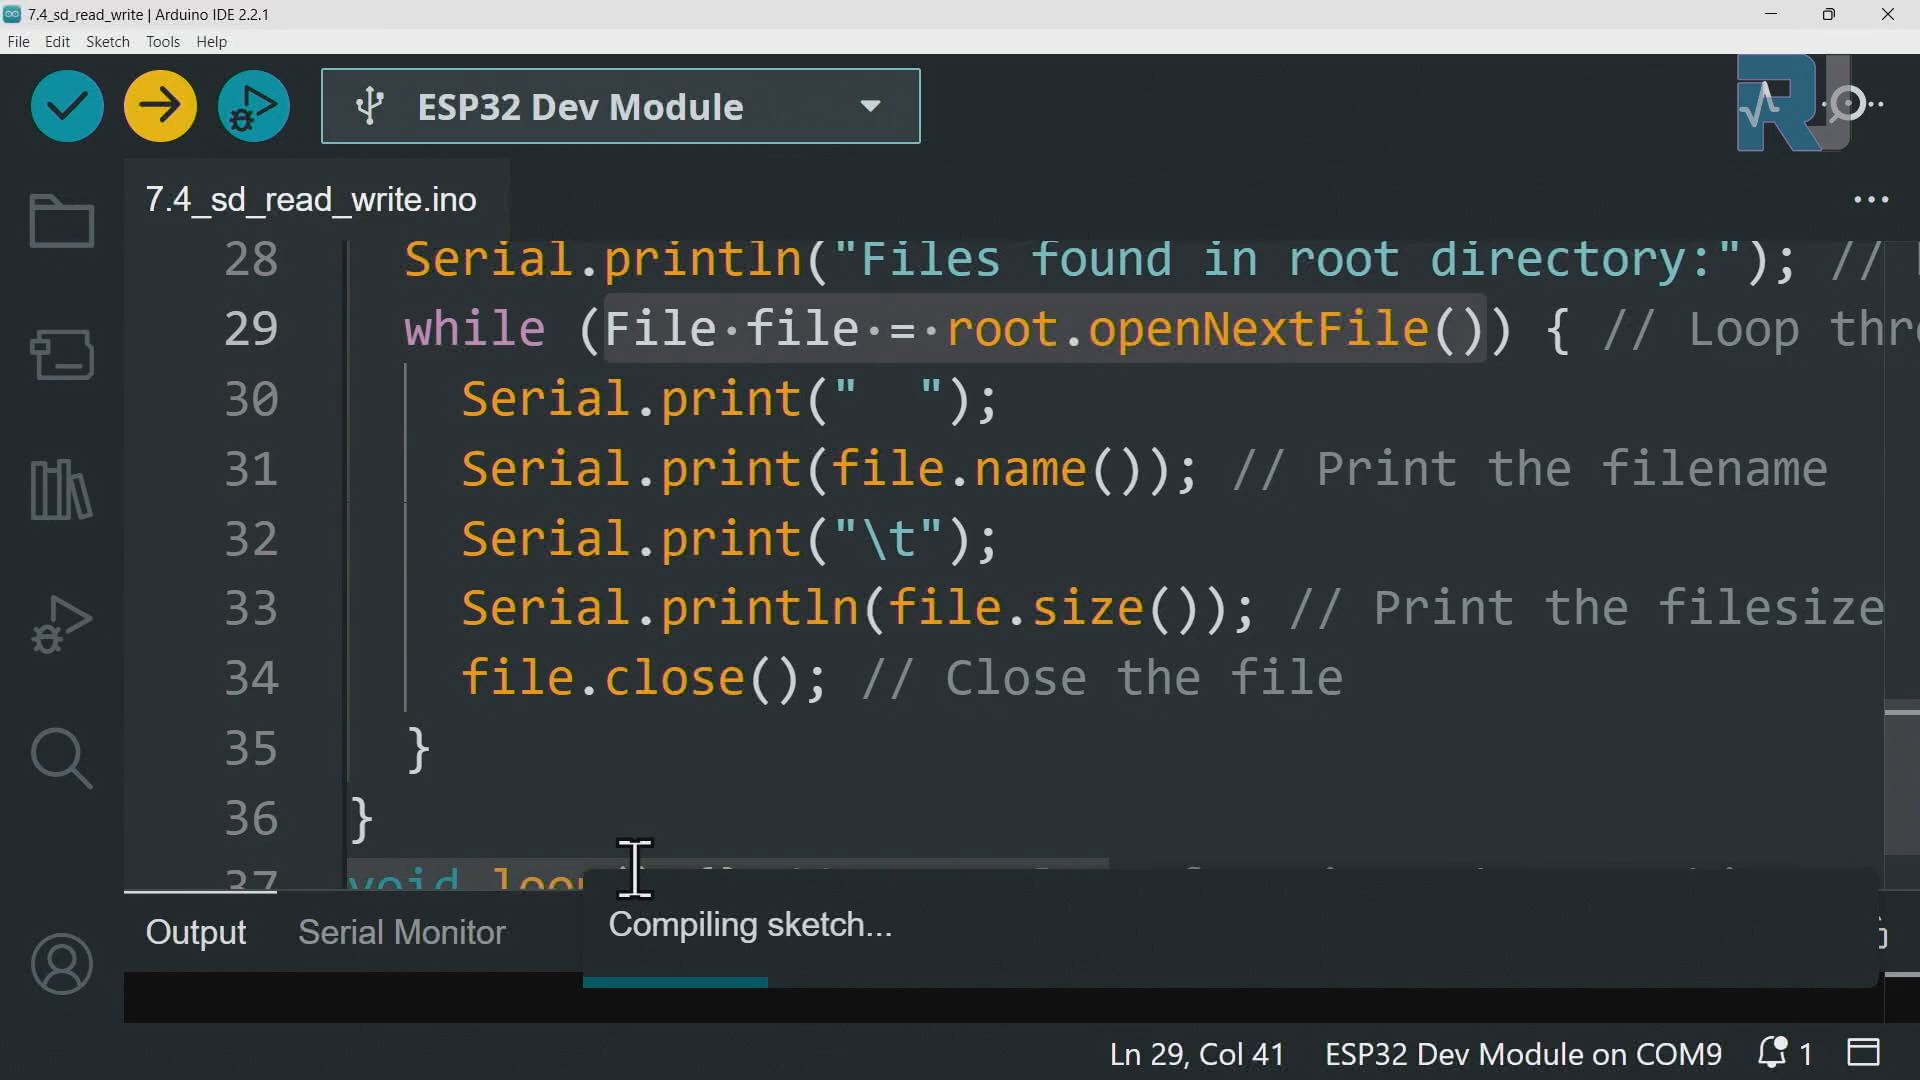 7.4_sd_read_write | Arduino IDE 2.2.1
File Edit Sketch Tools Help
ESP32 Dev Module
RJ
7.4_sd_read_write.ino
28 Serial.println("Files found in root directory:"); //
29 while (File file = root.openNextFile()) { // Loop thr
30 Serial.print("  ");
31 Serial.print(file.name()); // Print the filename
32 Serial.print("\t");
33 Serial.println(file.size()); // Print the filesize
34 file.close(); // Close the file
35 }
36 }
37 void loop
Output Serial Monitor
Compiling sketch...
Ln 29, Col 41 ESP32 Dev Module on COM9 1